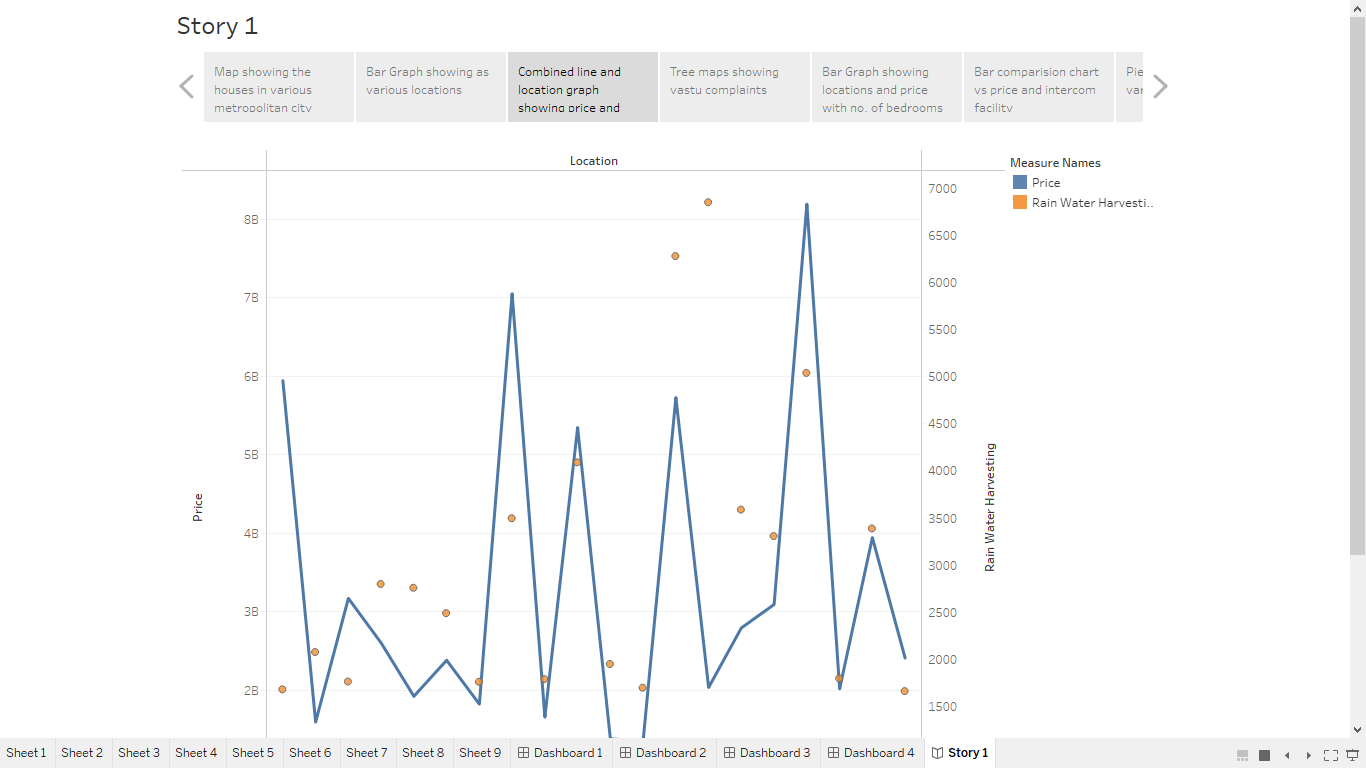 Story 1
Map showing the
houses in various
metropolitan city
Bar Graph showing as
various locations
Combined line and
location graph
showing price and
Tree maps showing
vastu complaints
Bar Graph showing
locations and price
with no. of bedrooms
Bar comparision chart
vs price and intercom
facility
Pie
var
Location
Measure Names
Price
Rain Water Harvesti..
8B
7B
6B
5B
4B
3B
2B
Price
7000
6500
6000
5500
5000
4500
4000
3500
3000
2500
2000
1500
Rain Water Harvesting
Sheet 1
Sheet 2
Sheet 3
Sheet 4
Sheet 5
Sheet 6
Sheet 7
Sheet 8
Sheet 9
Dashboard 1
Dashboard 2
Dashboard 3
Dashboard 4
Story 1